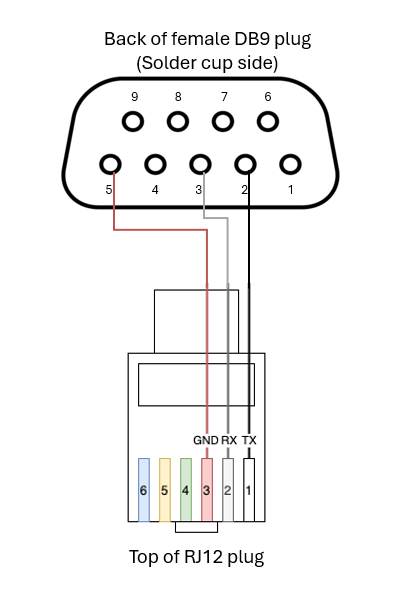 Back of female DB9 plug
(Solder cup side)
9 8 7 6
5 4 3 2 1
GND RX TX
6 5 4 3 2 1
Top of RJ12 plug